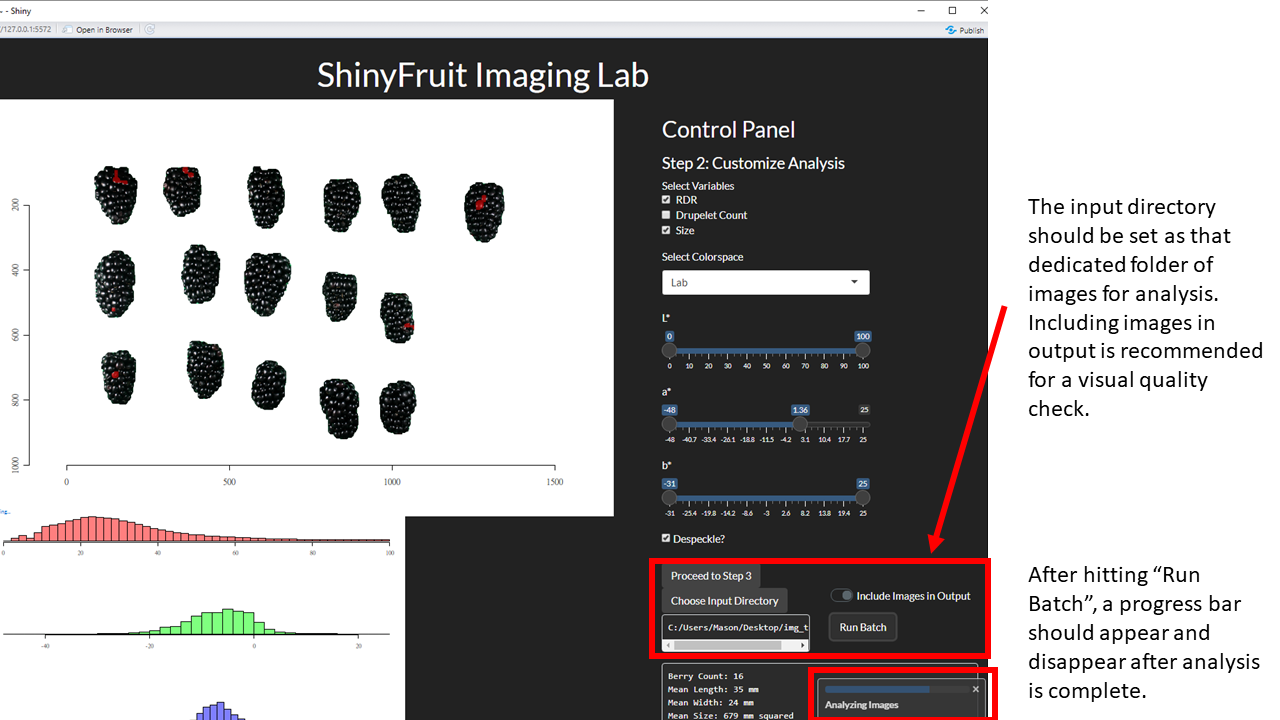 - Shiny
/127.0.0.1:5572
Open in Browser
Publish
ShinyFruit Imaging Lab
Control Panel
Step 2: Customize Analysis
Select Variables
RDR
Drupelet Count
Size
Select Colorspace
Lab
L*
0 100
0 10 20 30 40 50 60 70 80 90 100
a*
-48 1.36 25
-48 -40.7 -33.4 -26.1 -18.8 -11.5 -4.2 3.1 10.4 17.7 25
b*
-31 25
-31 -25.4 -19.8 -14.2 -8.6 -3 2.6 8.2 13.8 19.4 25
Despeckle?
Proceed to Step 3
Choose Input Directory
Include Images in Output
C:/Users/Mason/Desktop/img_t
Run Batch
Berry Count: 16
Mean Length: 35 mm
Mean Width: 24 mm
Mean Size: 679 mm squared
Analyzing Images
200
400
600
800
1000
0 500 1000 1500
0 20 40 60 80 100
-40 -20 0 20
The input directory
should be set as that
dedicated folder of
images for analysis.
Including images in
output is recommended
for a visual quality
check.
After hitting “Run
Batch”, a progress bar
should appear and
disappear after analysis
is complete.